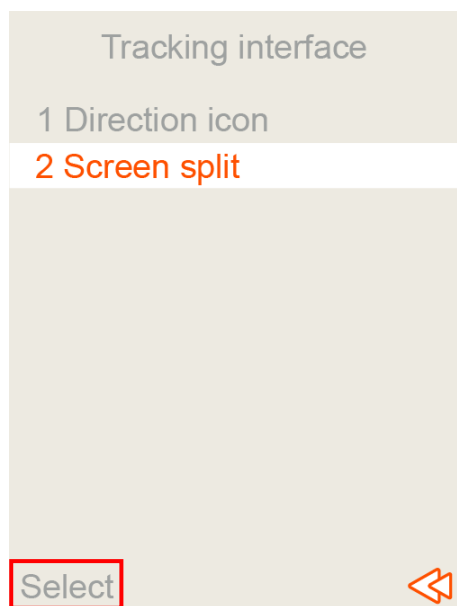 Tracking interface
1 Direction icon
2 Screen split
Select